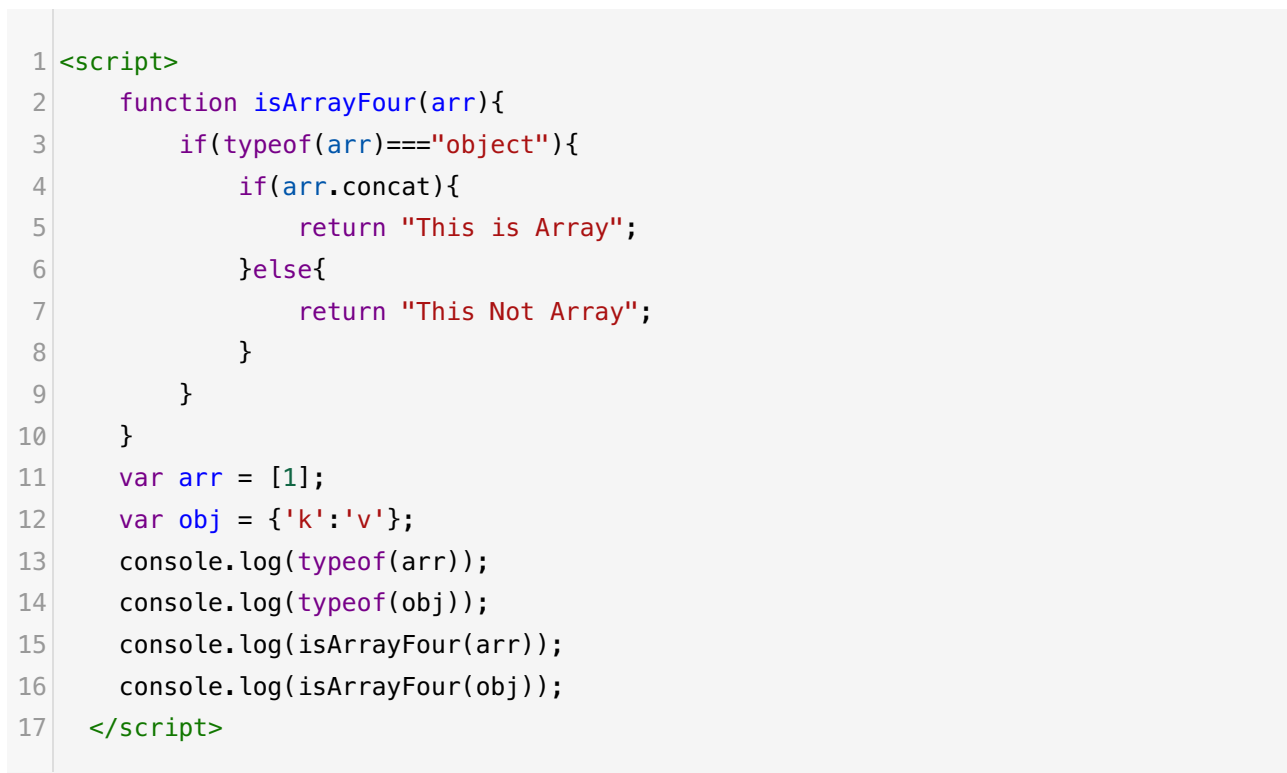 1 <script>
2     function isArrayFour(arr){
3         if(typeof(arr)==="object"){
4             if(arr.concat){
5                 return "This is Array";
6             }else{
7                 return "This Not Array";
8             }
9         }
10     }
11     var arr = [1];
12     var obj = {'k':'v'};
13     console.log(typeof(arr));
14     console.log(typeof(obj));
15     console.log(isArrayFour(arr));
16     console.log(isArrayFour(obj));
17   </script>